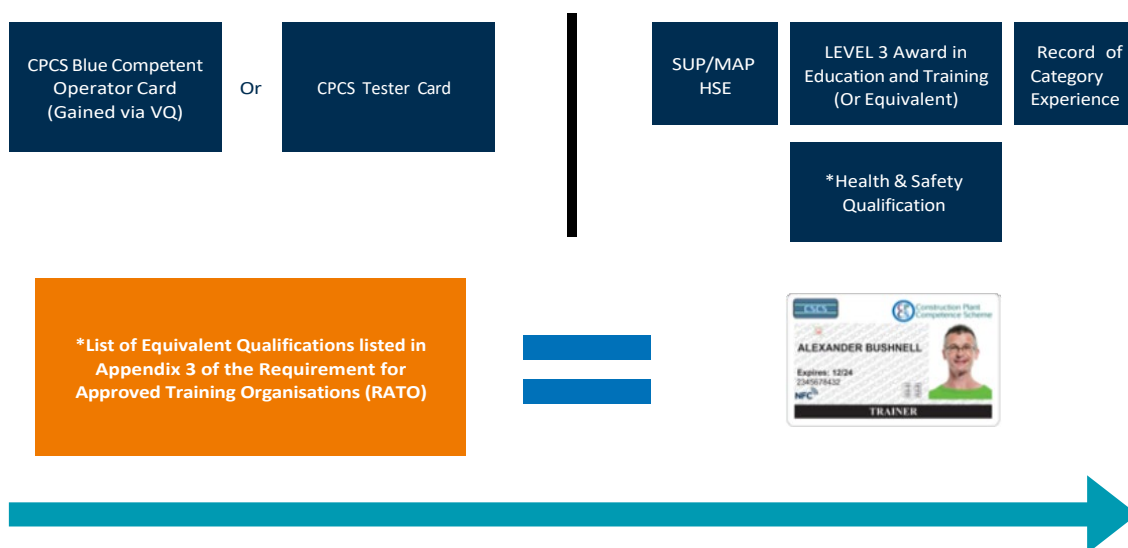 CPCS Blue Competent
Operator Card
(Gained via VQ)
Or
CPCS Tester Card
SUP/MAP
HSE
LEVEL 3 Award in
Education and Training
(Or Equivalent)
Record of
Category
Experience
*Health & Safety
Qualification
*List of Equivalent Qualifications listed in
Appendix 3 of the Requirement for
Approved Training Organisations (RATO)
CSCS
Construction Plant
Competence Scheme
ALEXANDER BUSHNELL
Expires: 12/24
2345678432
NFC
TRAINER